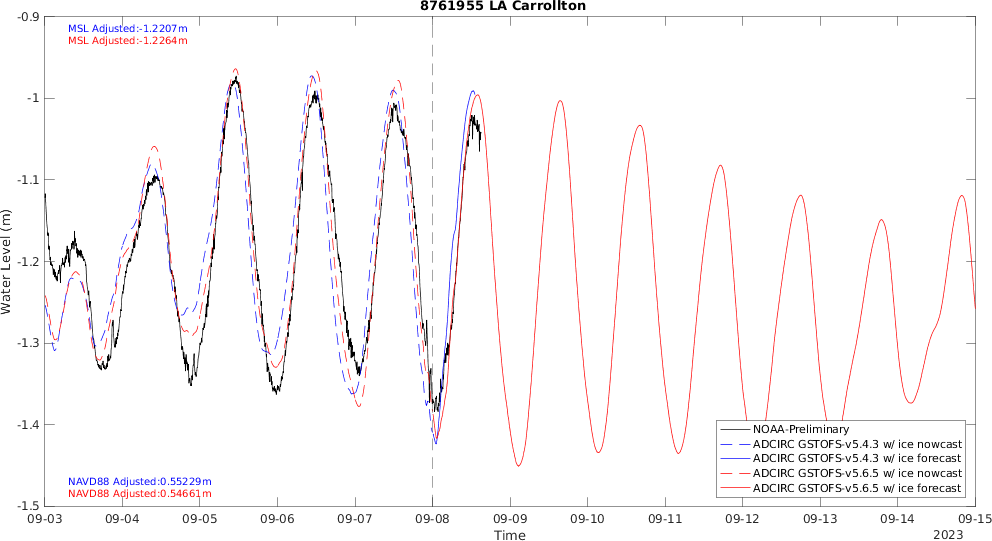 8761955 LA Carrollton
MSL Adjusted:-1.2207m
MSL Adjusted:-1.2264m
-0.9
-1
-1.1
-1.2
-1.3
-1.4
-1.5
Water Level (m)
NAVD88 Adjusted:0.55229m
NAVD88 Adjusted:0.54661m
NOAA-Preliminary
ADCIRC GSTOFS-v5.4.3 w/ ice nowcast
ADCIRC GSTOFS-v5.4.3 w/ ice forecast
ADCIRC GSTOFS-v5.6.5 w/ ice nowcast
ADCIRC GSTOFS-v5.6.5 w/ ice forecast
09-03 09-04 09-05 09-06 09-07 09-08 09-09 09-10 09-11 09-12 09-13 09-14 09-15
Time
2023